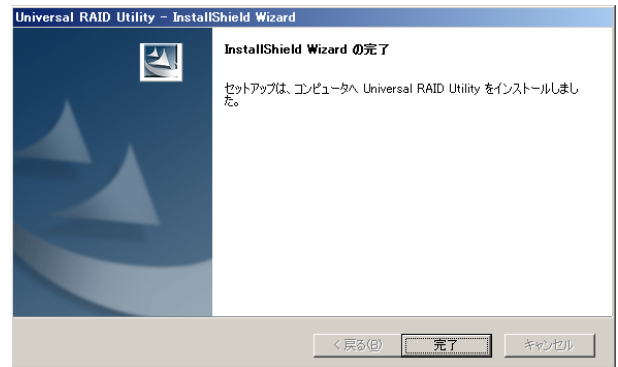 Universal RAID Utility - InstallShield Wizard
InstallShield Wizard の完了
セットアップは、コンピュータへ Universal RAID Utility をインストールしまし
た。
< 戻る(B) 完了 キャンセル